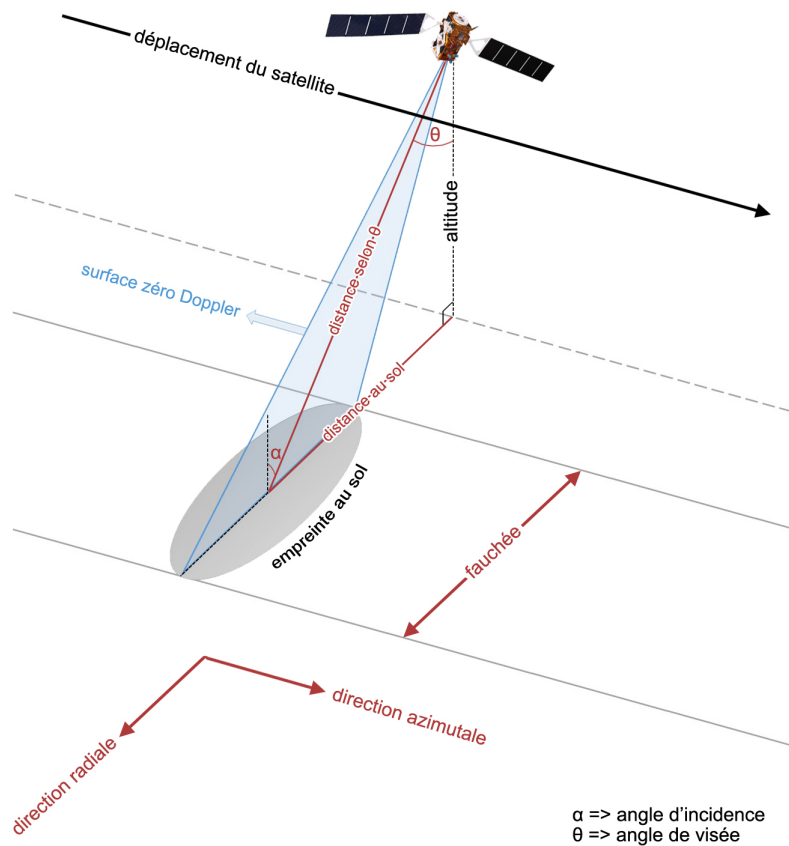 déplacement du satellite
θ
altitude
distance·selon·θ
surface zéro Doppler
distance·au·sol
α
empreinte au sol
fauchée
direction azimutale
direction radiale
α => angle d’incidence
θ => angle de visée